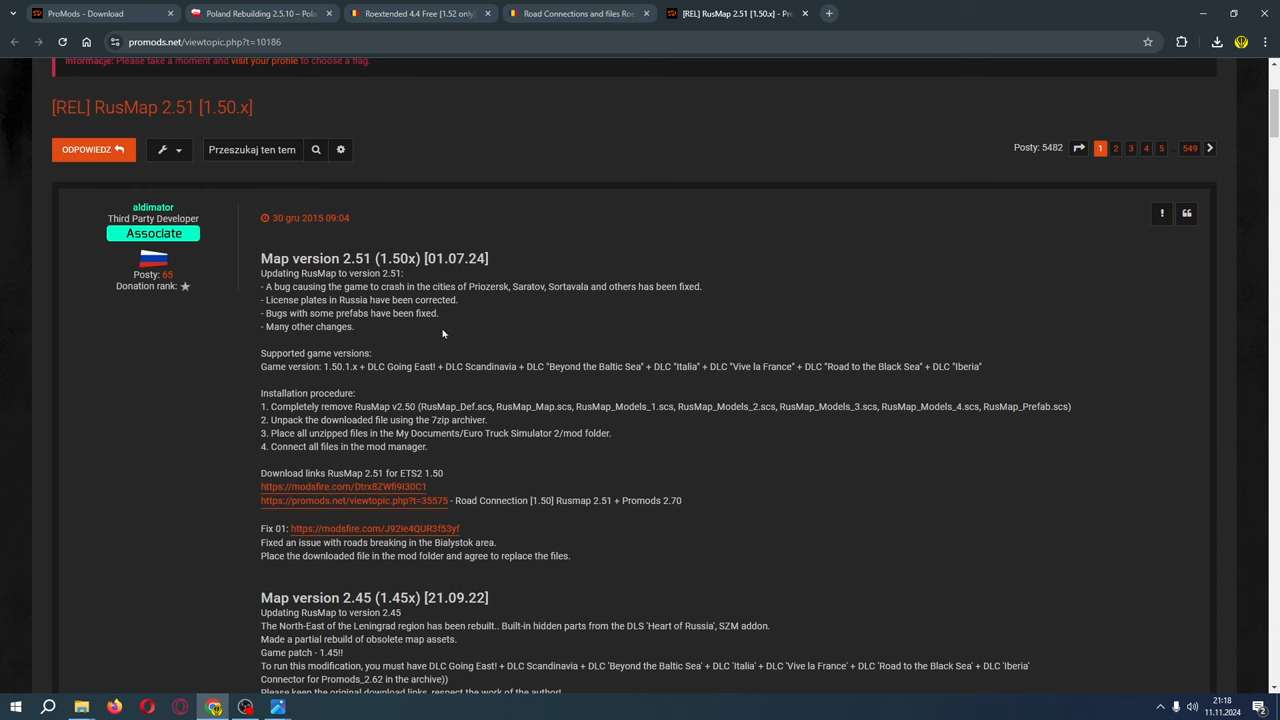 ProMods - Download
Poland Rebuilding 2.5.10 – Pola
Roextended 4.4 Free [1.52 only]
Road Connections and files Roe
[REL] RusMap 2.51 [1.50.x] - Pr
promods.net/viewtopic.php?t=10186
Informacje: Please take a moment and visit your profile to choose a flag.
[REL] RusMap 2.51 [1.50.x]
ODPOWIEDZ
Przeszukaj ten tem
Posty: 5482
1 2 3 4 5 … 549
aldimator
Third Party Developer
Associate
Posty: 65
Donation rank:
30 gru 2015 09:04
Map version 2.51 (1.50x) [01.07.24]
Updating RusMap to version 2.51:
- A bug causing the game to crash in the cities of Priozersk, Saratov, Sortavala and others has been fixed.
- License plates in Russia have been corrected.
- Bugs with some prefabs have been fixed.
- Many other changes.
Supported game versions:
Game version: 1.50.1.x + DLC Going East! + DLC Scandinavia + DLC "Beyond the Baltic Sea" + DLC "Italia" + DLC "Vive la France" + DLC "Road to the Black Sea" + DLC "Iberia"
Installation procedure:
1. Completely remove RusMap v2.50 (RusMap_Def.scs, RusMap_Map.scs, RusMap_Models_1.scs, RusMap_Models_2.scs, RusMap_Models_3.scs, RusMap_Models_4.scs, RusMap_Prefab.scs)
2. Unpack the downloaded file using the 7zip archiver.
3. Place all unzipped files in the My Documents/Euro Truck Simulator 2/mod folder.
4. Connect all files in the mod manager.
Download links RusMap 2.51 for ETS2 1.50
https://modsfire.com/Dtrx8ZWfi9I30C1
https://promods.net/viewtopic.php?t=35575 - Road Connection [1.50] Rusmap 2.51 + Promods 2.70
Fix 01: https://modsfire.com/J92Ie4QUR3f53yf
Fixed an issue with roads breaking in the Bialystok area.
Place the downloaded file in the mod folder and agree to replace the files.
Map version 2.45 (1.45x) [21.09.22]
Updating RusMap to version 2.45
The North-East of the Leningrad region has been rebuilt.. Built-in hidden parts from the DLS 'Heart of Russia', SZM addon.
Made a partial rebuild of obsolete map assets.
Game patch - 1.45!!
To run this modification, you must have DLC Going East! + DLC Scandinavia + DLC 'Beyond the Baltic Sea' + DLC 'Italia' + DLC 'Vive la France' + DLC 'Road to the Black Sea' + DLC 'Iberia'
Connector for Promods_2.62 in the archive))
Please keep the original download links, respect the work of the author!
21:18
11.11.2024
2